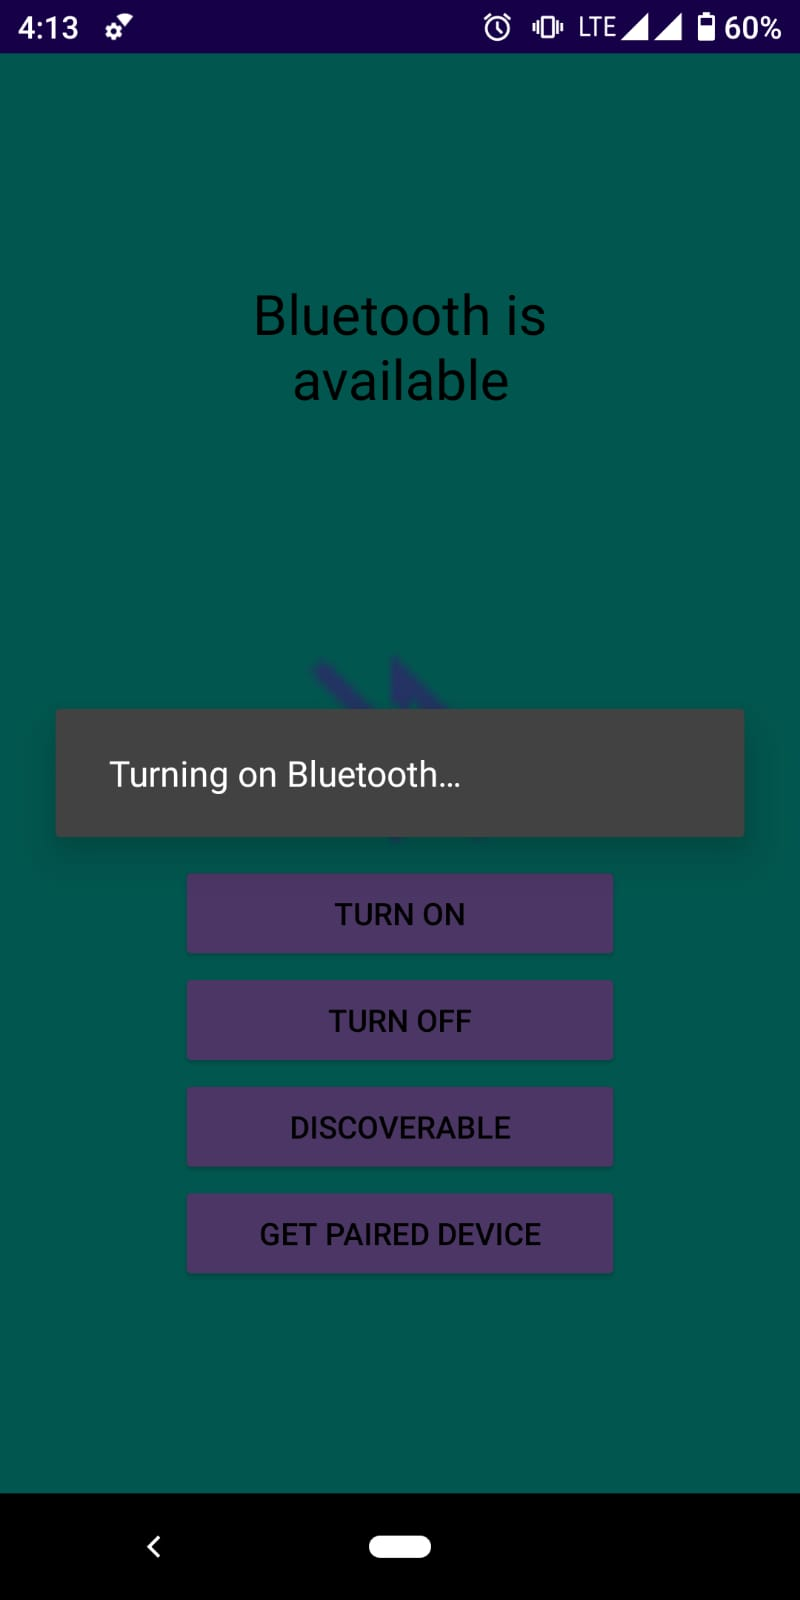 4:13 LTE 60%
Bluetooth is
available
Turning on Bluetooth...
TURN ON
TURN OFF
DISCOVERABLE
GET PAIRED DEVICE